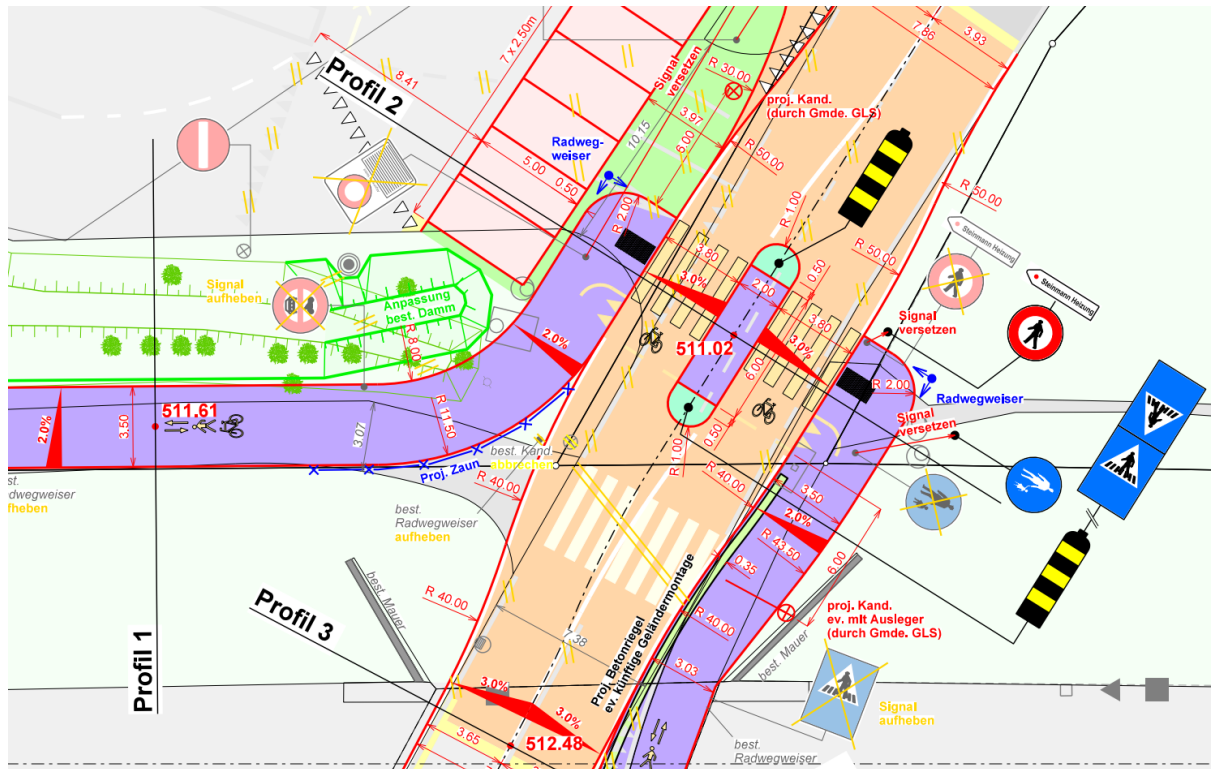 7 x 2.50m
8.41
Profil 2
Signal
versetzen
R 30.00
7.86
3.93
proj. Kand.
(durch Gmde. GLS)
Radweg-
weiser
10.15
3.97
5.00
6.00
0.50
R 50.00
R 2.00
R 1.00
R 50.00
R 50.00
Steinmann Heizung
Steinmann Heizung
Signal
aufheben
Anpassung
best. Damm
3.80
3.0%
2.00
0.50
3.80
3.0%
Signal
versetzen
511.02
R 8.00
2.0%
6.00
R 2.00
Radwegweiser
Signal
versetzen
511.61
2.0%
3.50
3.07
R 11.50
0.50
R 1.00
best. Kand.
abbrechen
Proj. Zaun
R 40.00
R 40.00
3.50
2.0%
best.
Radwegweiser
aufheben
best.
Radwegweiser
aufheben
R 43.50
0.35
6.00
best. Mauer
R 40.00
R 40.00
7.38
Proj. Betonriegel
ev. künftige Geländermontage
proj. Kand.
ev. mit Ausleger
(durch Gmde. GLS)
Profil 3
Profil 1
3.03
best. Mauer
3.0%
3.0%
512.48
3.65
Signal
aufheben
best.
Radwegweiser